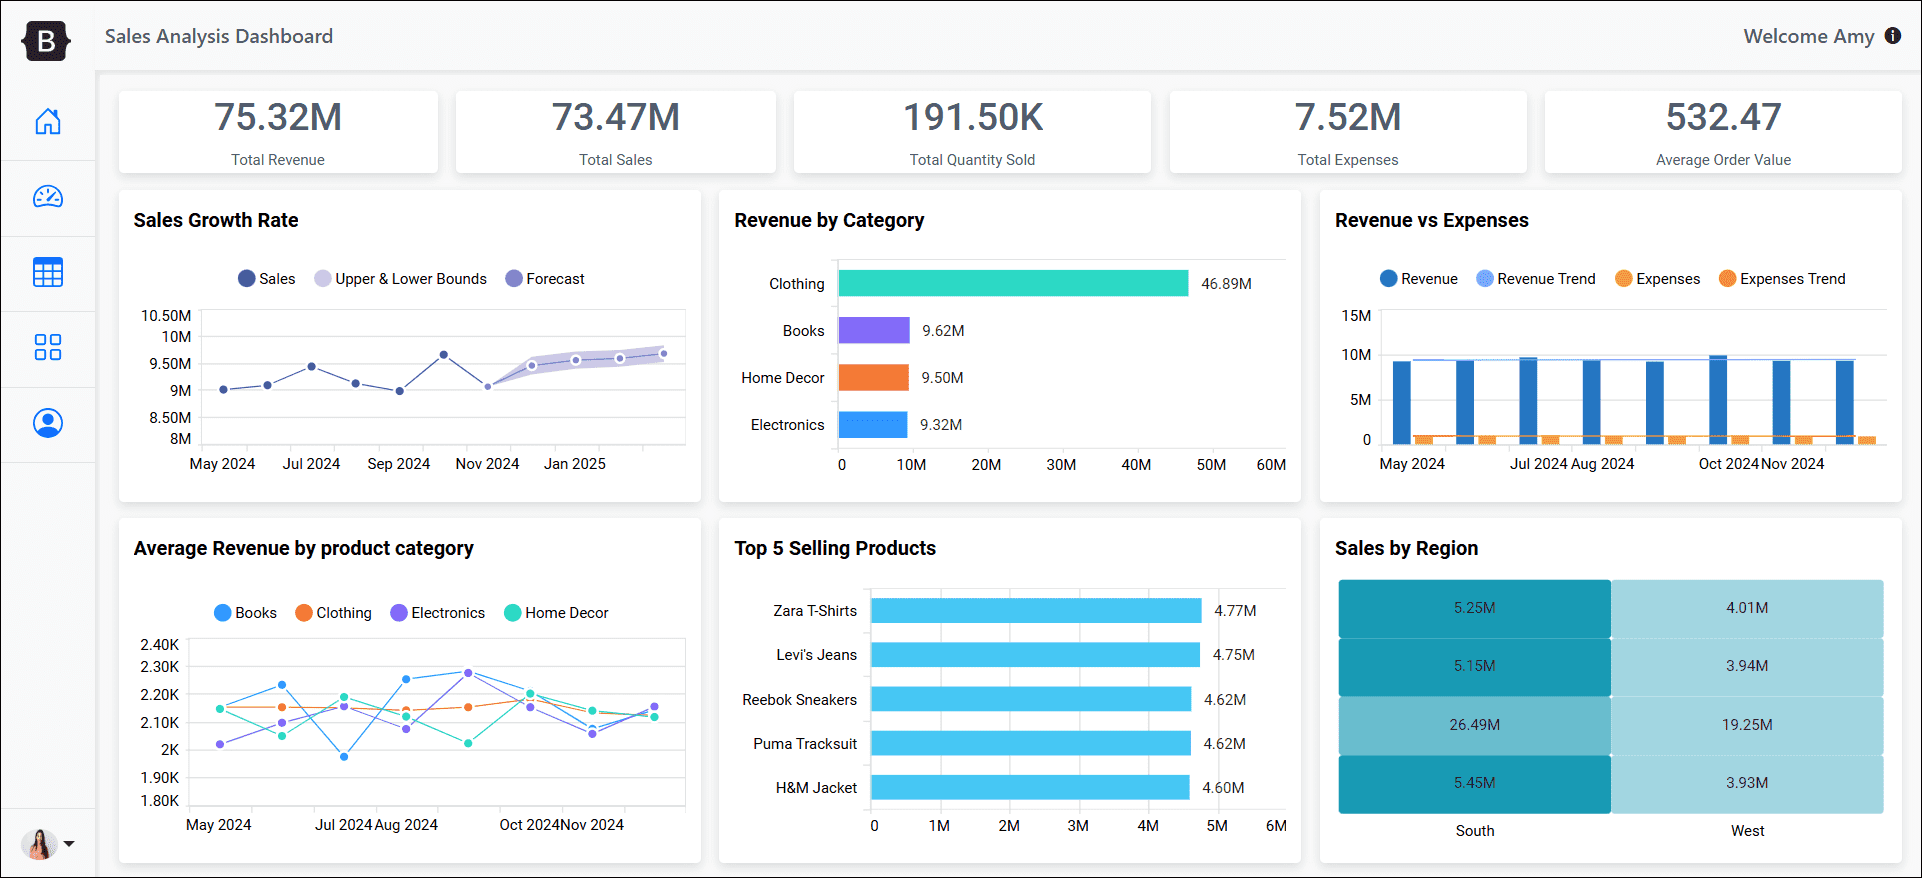 B
Sales Analysis Dashboard
Welcome Amy
75.32M
Total Revenue
73.47M
Total Sales
191.50K
Total Quantity Sold
7.52M
Total Expenses
532.47
Average Order Value
Sales Growth Rate
Sales Upper & Lower Bounds Forecast
10.50M
10M
9.50M
9M
8.50M
8M
May 2024 Jul 2024 Sep 2024 Nov 2024 Jan 2025
Revenue by Category
Clothing 46.89M
Books 9.62M
Home Decor 9.50M
Electronics 9.32M
0 10M 20M 30M 40M 50M 60M
Revenue vs Expenses
Revenue Revenue Trend Expenses Expenses Trend
15M
10M
5M
0
May 2024 Jul 2024 Aug 2024 Oct 2024 Nov 2024
Average Revenue by product category
Books Clothing Electronics Home Decor
2.40K
2.30K
2.20K
2.10K
2K
1.90K
1.80K
May 2024 Jul 2024 Aug 2024 Oct 2024 Nov 2024
Top 5 Selling Products
Zara T-Shirts 4.77M
Levi's Jeans 4.75M
Reebok Sneakers 4.62M
Puma Tracksuit 4.62M
H&M Jacket 4.60M
0 1M 2M 3M 4M 5M 6M
Sales by Region
5.25M 4.01M
5.15M 3.94M
26.49M 19.25M
5.45M 3.93M
South West